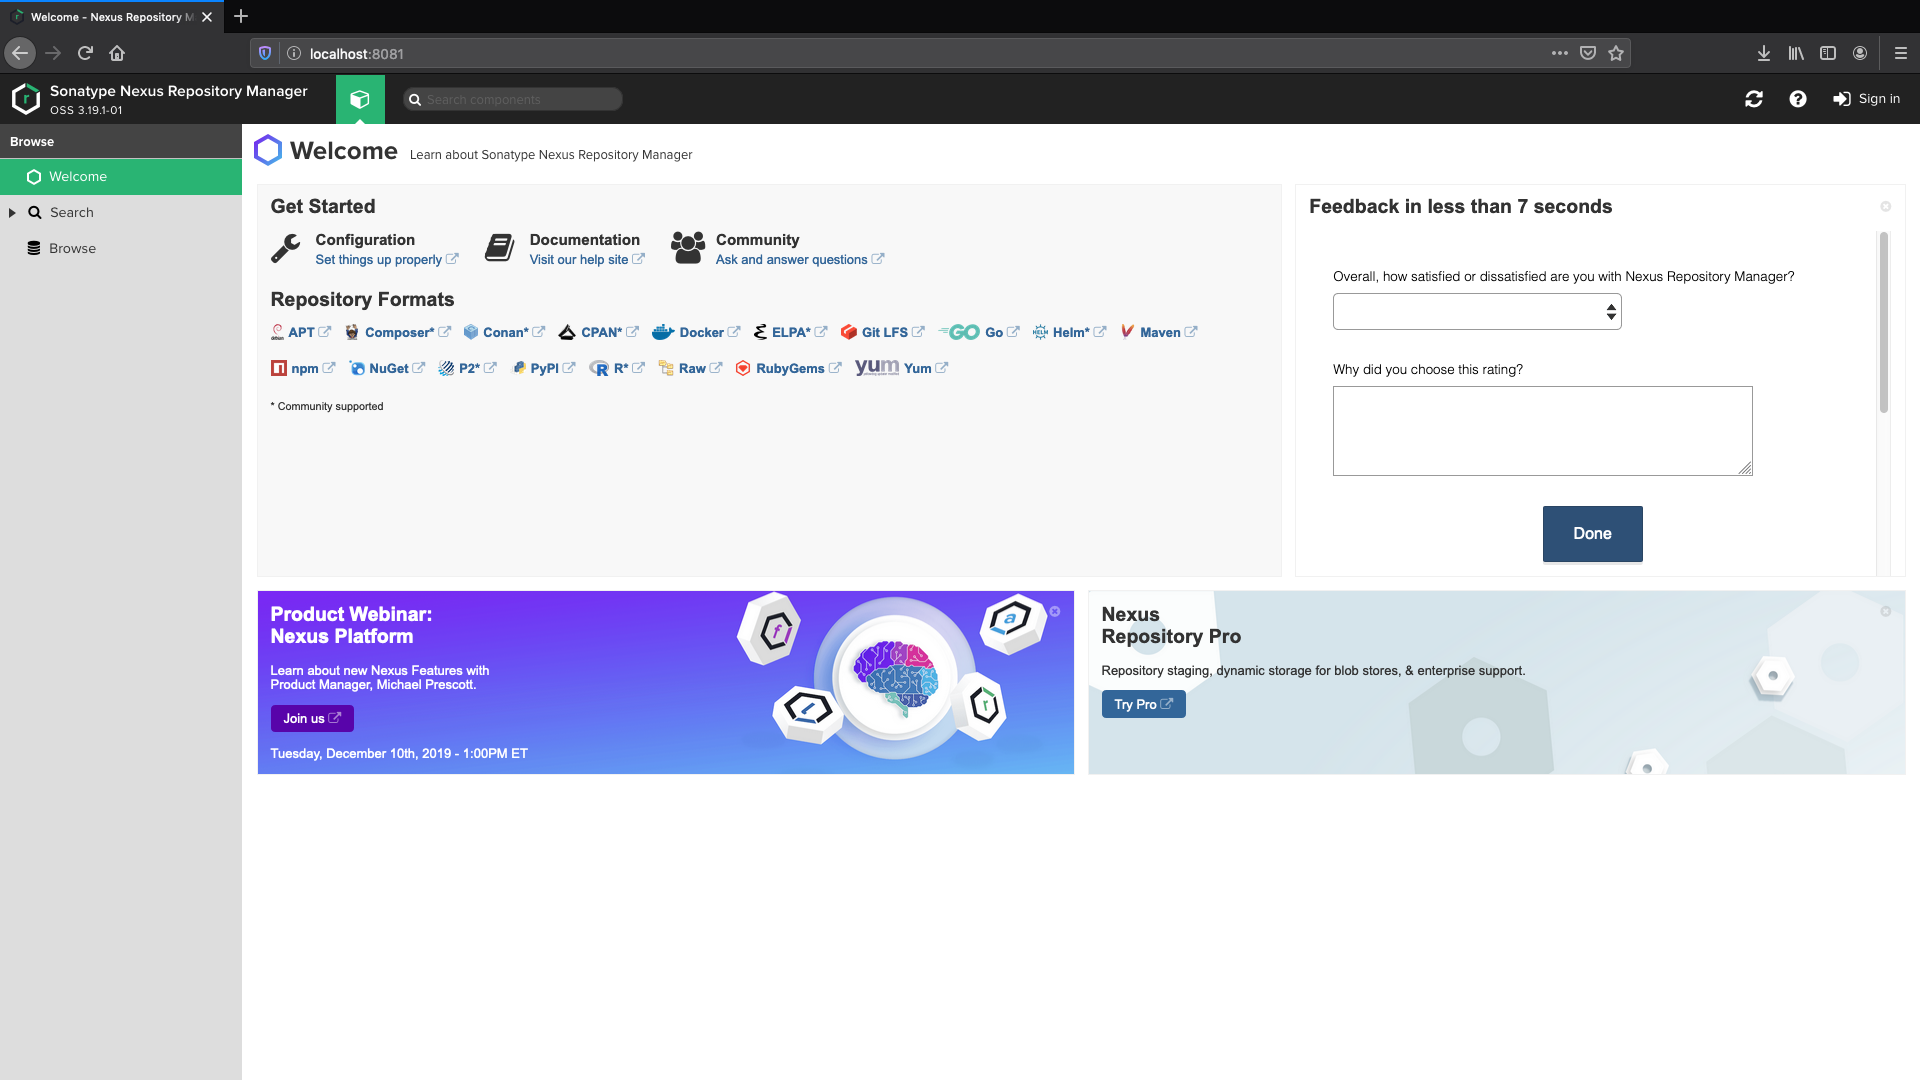 Welcome - Nexus Repository M
localhost:8081
Sonatype Nexus Repository Manager
OSS 3.19.1-01
Search components
Sign in
Browse
Welcome
Search
Browse
Welcome Learn about Sonatype Nexus Repository Manager
Get Started
Configuration
Set things up properly
Documentation
Visit our help site
Community
Ask and answer questions
Repository Formats
APT Composer* Conan* CPAN* Docker ELPA* Git LFS GO Go HELM Helm* Maven
npm NuGet P2* PyPI R R* Raw RubyGems yum Yum
* Community supported
Feedback in less than 7 seconds
Overall, how satisfied or dissatisfied are you with Nexus Repository Manager?
Why did you choose this rating?
Done
Product Webinar:
Nexus Platform
Learn about new Nexus Features with
Product Manager, Michael Prescott.
Join us
Tuesday, December 10th, 2019 - 1:00PM ET
Nexus
Repository Pro
Repository staging, dynamic storage for blob stores, & enterprise support.
Try Pro